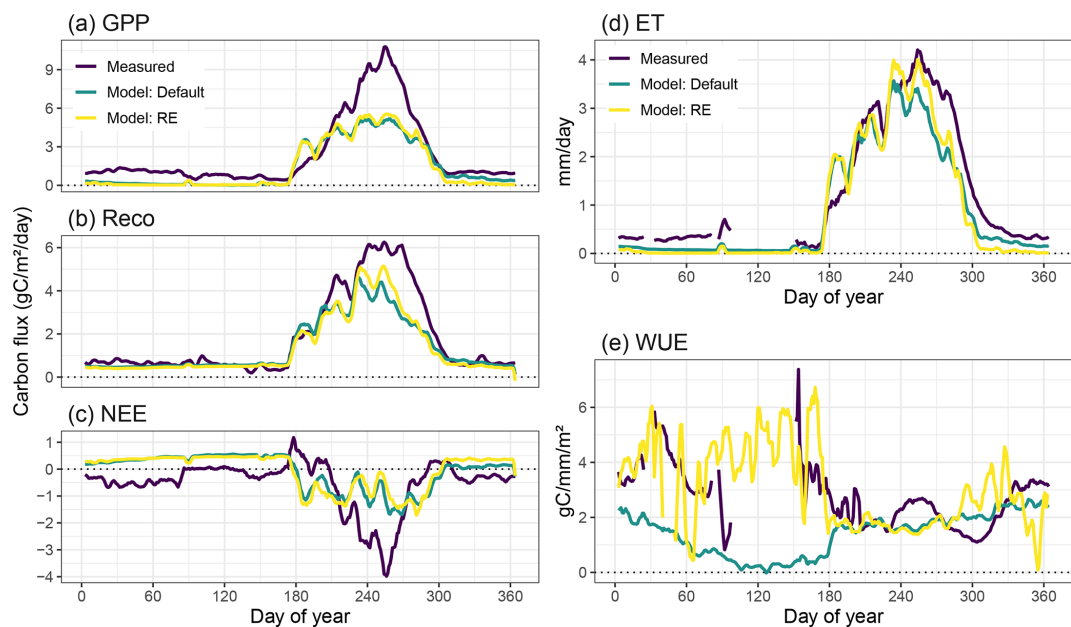 (a) GPP
Measured
Model: Default
Model: RE
9
6
3
0
(b) Reco
6
4
2
0
(c) NEE
1
0
−1
−2
−3
−4
0 60 120 180 240 300 360
Day of year
Carbon flux (gC/m²/day)
(d) ET
Measured
Model: Default
Model: RE
4
3
2
1
0
mm/day
0 60 120 180 240 300 360
Day of year
(e) WUE
6
4
2
0
gC/mm/m²
0 60 120 180 240 300 360
Day of year